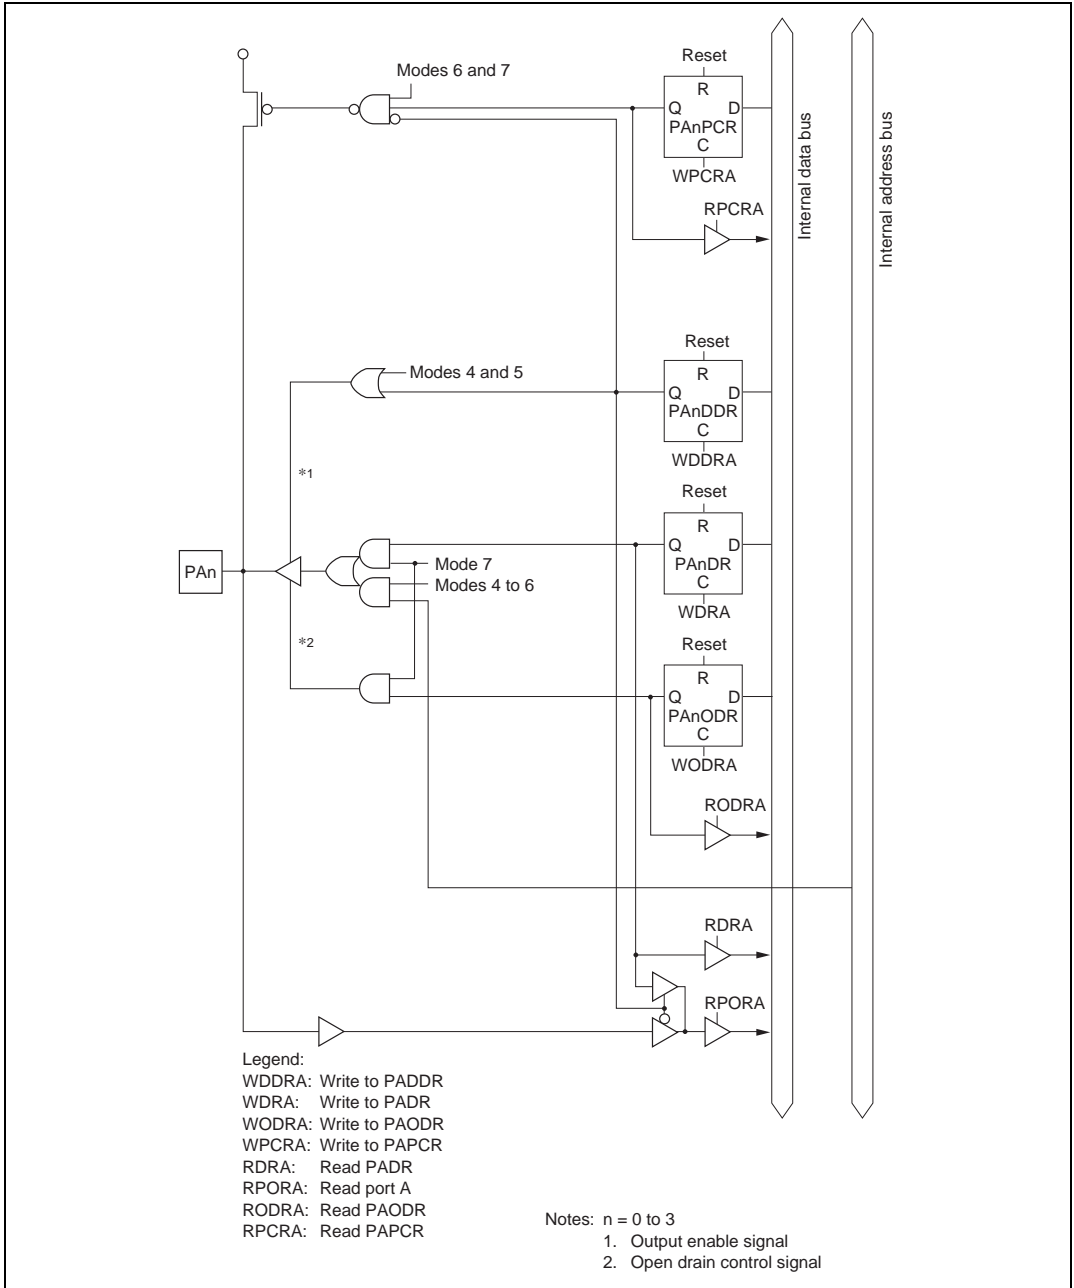 Reset
Modes 6 and 7
R
Q D
PAnPCR
C
WPCRA
RPCRA
Internal data bus
Internal address bus
Reset
Modes 4 and 5
R
Q D
PAnDDR
C
WDDRA
*1
Reset
R
Q D
PAnDR
C
WDRA
Mode 7
Modes 4 to 6
PAn
*2
Reset
R
Q D
PAnODR
C
WODRA
RODRA
RDRA
RPORA
Legend:
WDDRA: Write to PADDR
WDRA: Write to PADR
WODRA: Write to PAODR
WPCRA: Write to PAPCR
RDRA: Read PADR
RPORA: Read port A
RODRA: Read PAODR
RPCRA: Read PAPCR
Notes: n = 0 to 3
1. Output enable signal
2. Open drain control signal